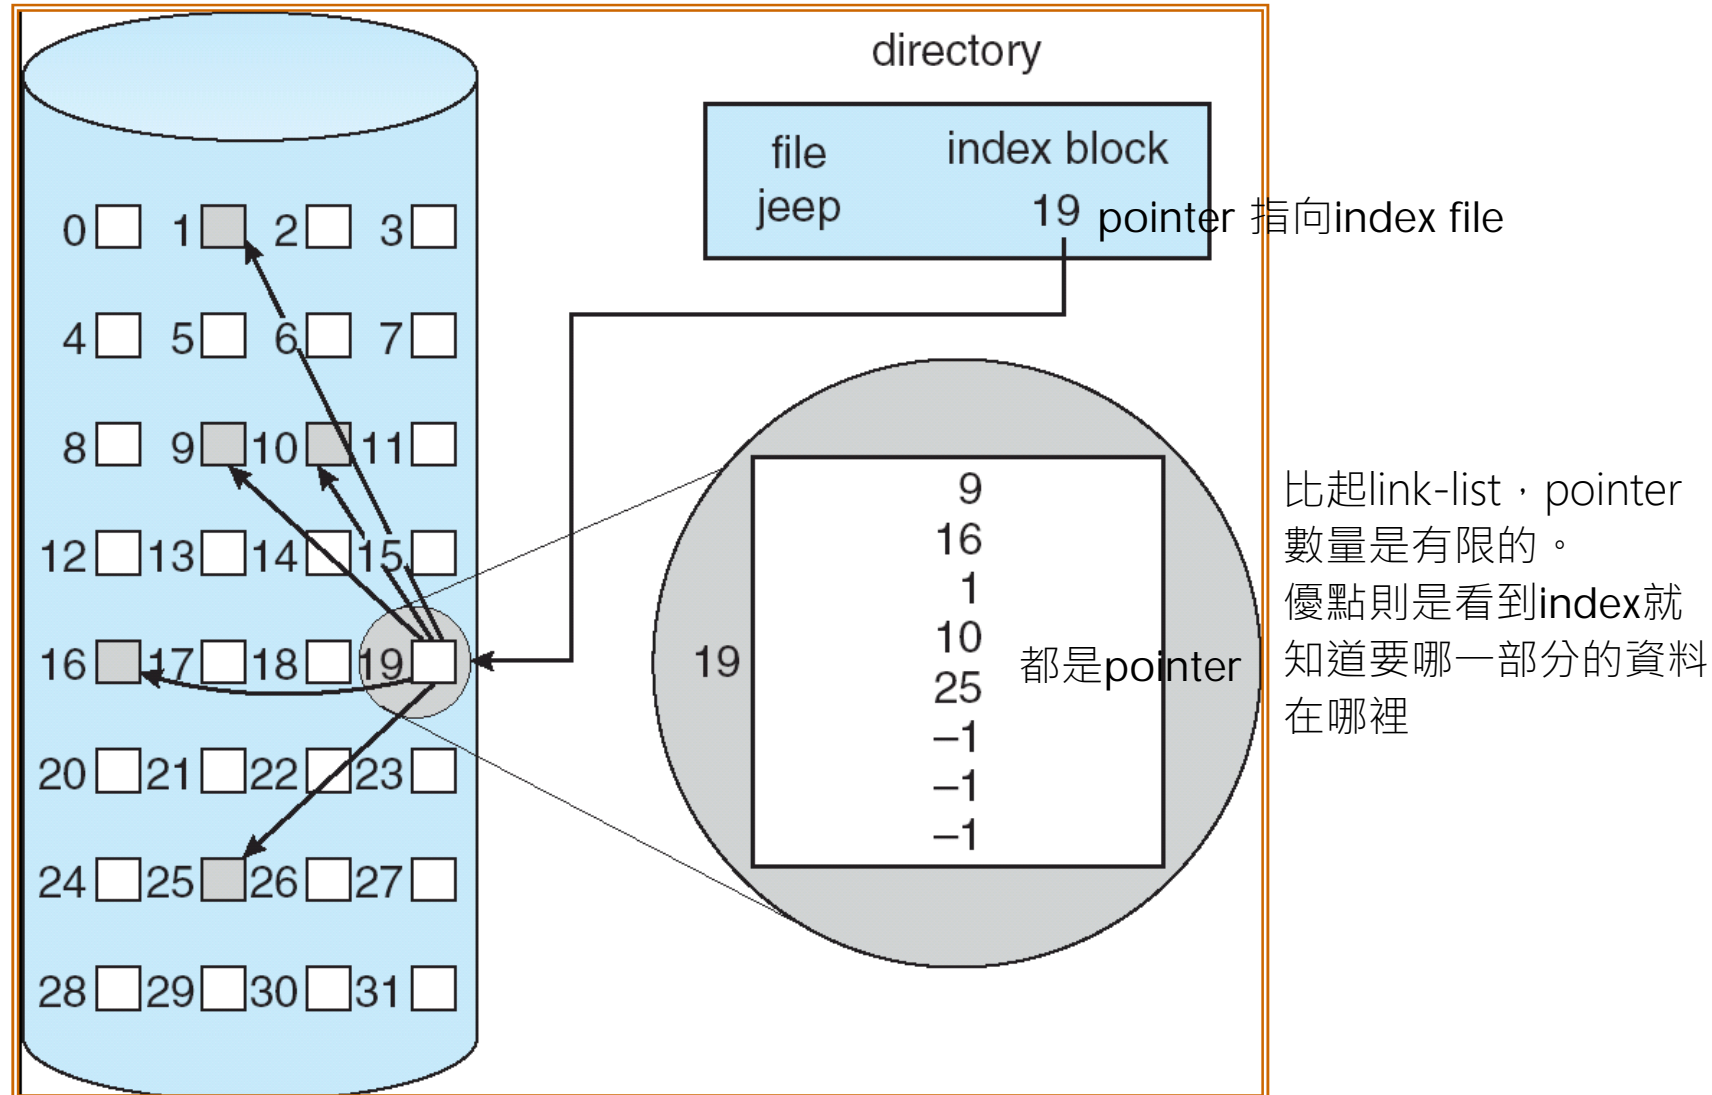 directory
file index block
jeep 19 pointer 指向index file
0 1 2 3
4 5 6 7
8 9 10 11
12 13 14 15
16 17 18 19
20 21 22 23
24 25 26 27
28 29 30 31
19
9
16
1
10
25
–1
–1
–1
都是pointer
比起link-list,pointer
數量是有限的。
優點則是看到index就
知道要哪一部分的資料
在哪裡